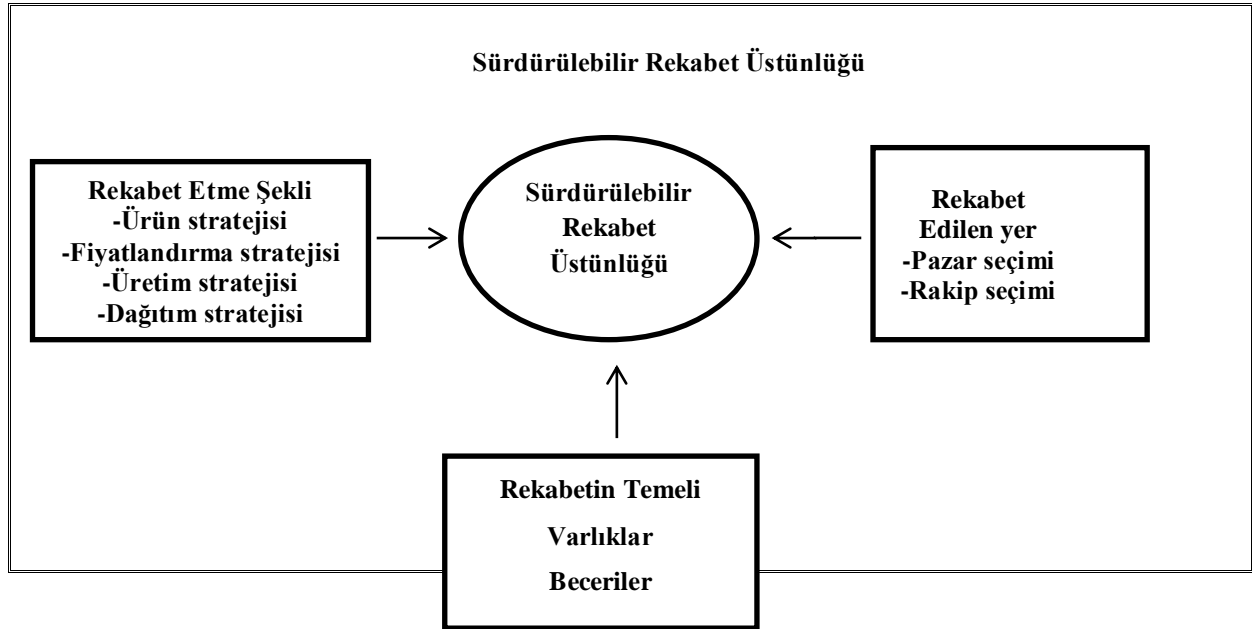 Sürdürülebilir Rekabet Üstünlüğü
Rekabet Etme Şekli
-Ürün stratejisi
-Fiyatlandırma stratejisi
-Üretim stratejisi
-Dağıtım stratejisi
Sürdürülebilir
Rekabet
Üstünlüğü
Rekabet
Edilen yer
-Pazar seçimi
-Rakip seçimi
Rekabetin Temeli
Varlıklar
Beceriler